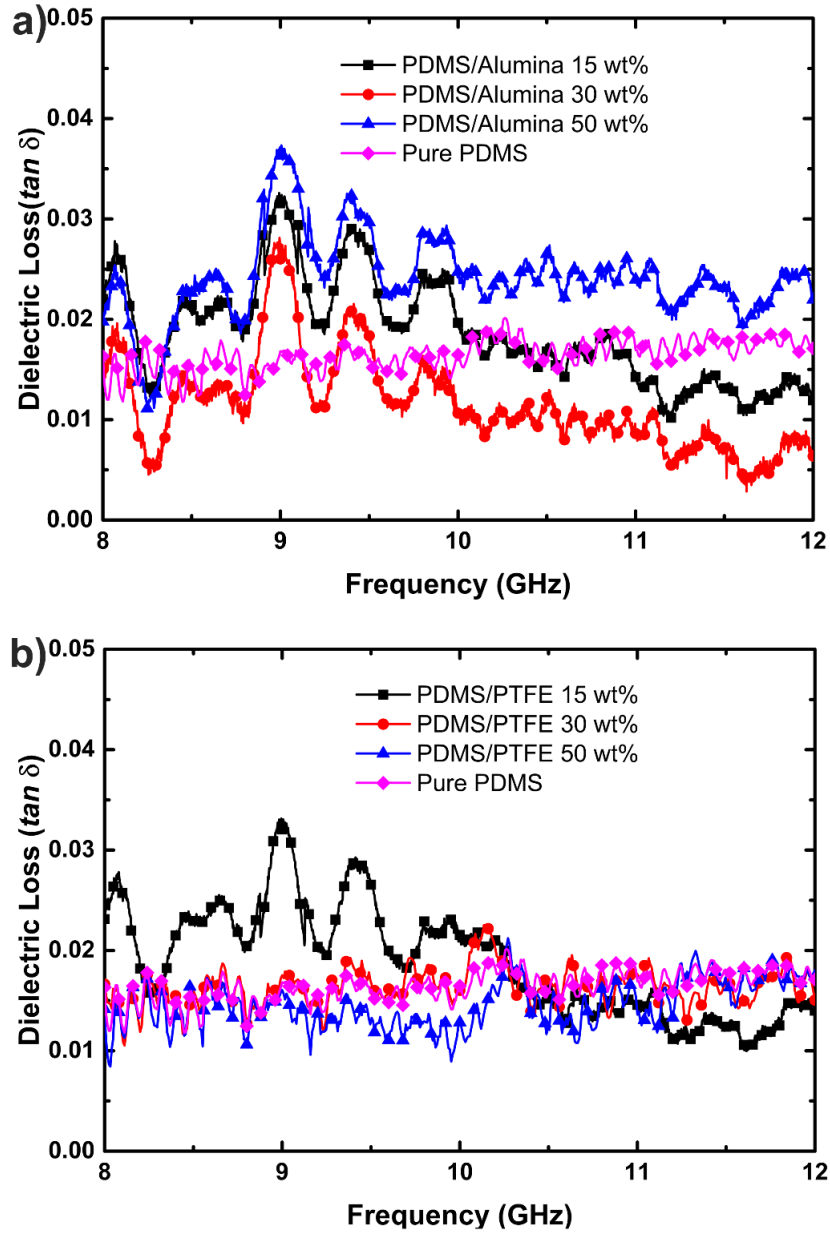 a)
0.05
PDMS/Alumina 15 wt%
PDMS/Alumina 30 wt%
PDMS/Alumina 50 wt%
Pure PDMS
0.04
0.03
0.02
0.01
0.00
Dielectric Loss(tan δ)
8 9 10 11 12
Frequency (GHz)
b)
0.05
PDMS/PTFE 15 wt%
PDMS/PTFE 30 wt%
PDMS/PTFE 50 wt%
Pure PDMS
0.04
0.03
0.02
0.01
0.00
Dielectric Loss (tan δ)
8 9 10 11 12
Frequency (GHz)